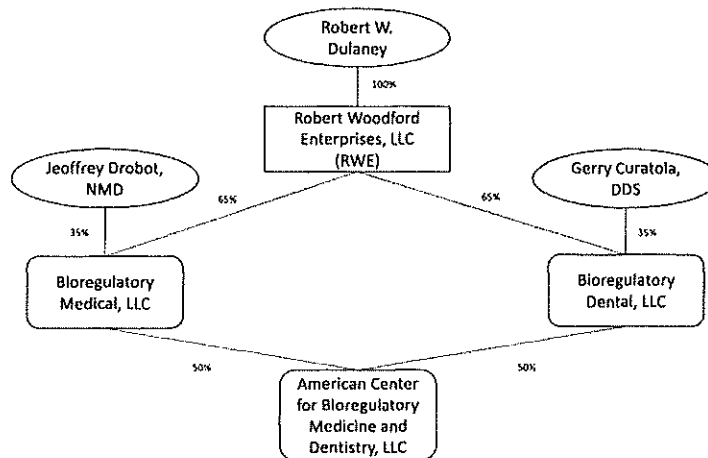 Robert W.
Dulaney
100%
Robert Woodford
Enterprises, LLC
(RWE)
Jeoffrey Drobot,
NMD
Gerry Curatola,
DDS
65%
65%
35%
35%
Bioregulatory
Medical, LLC
Bioregulatory
Dental, LLC
50%
50%
American Center
for Bioregulatory
Medicine and
Dentistry, LLC